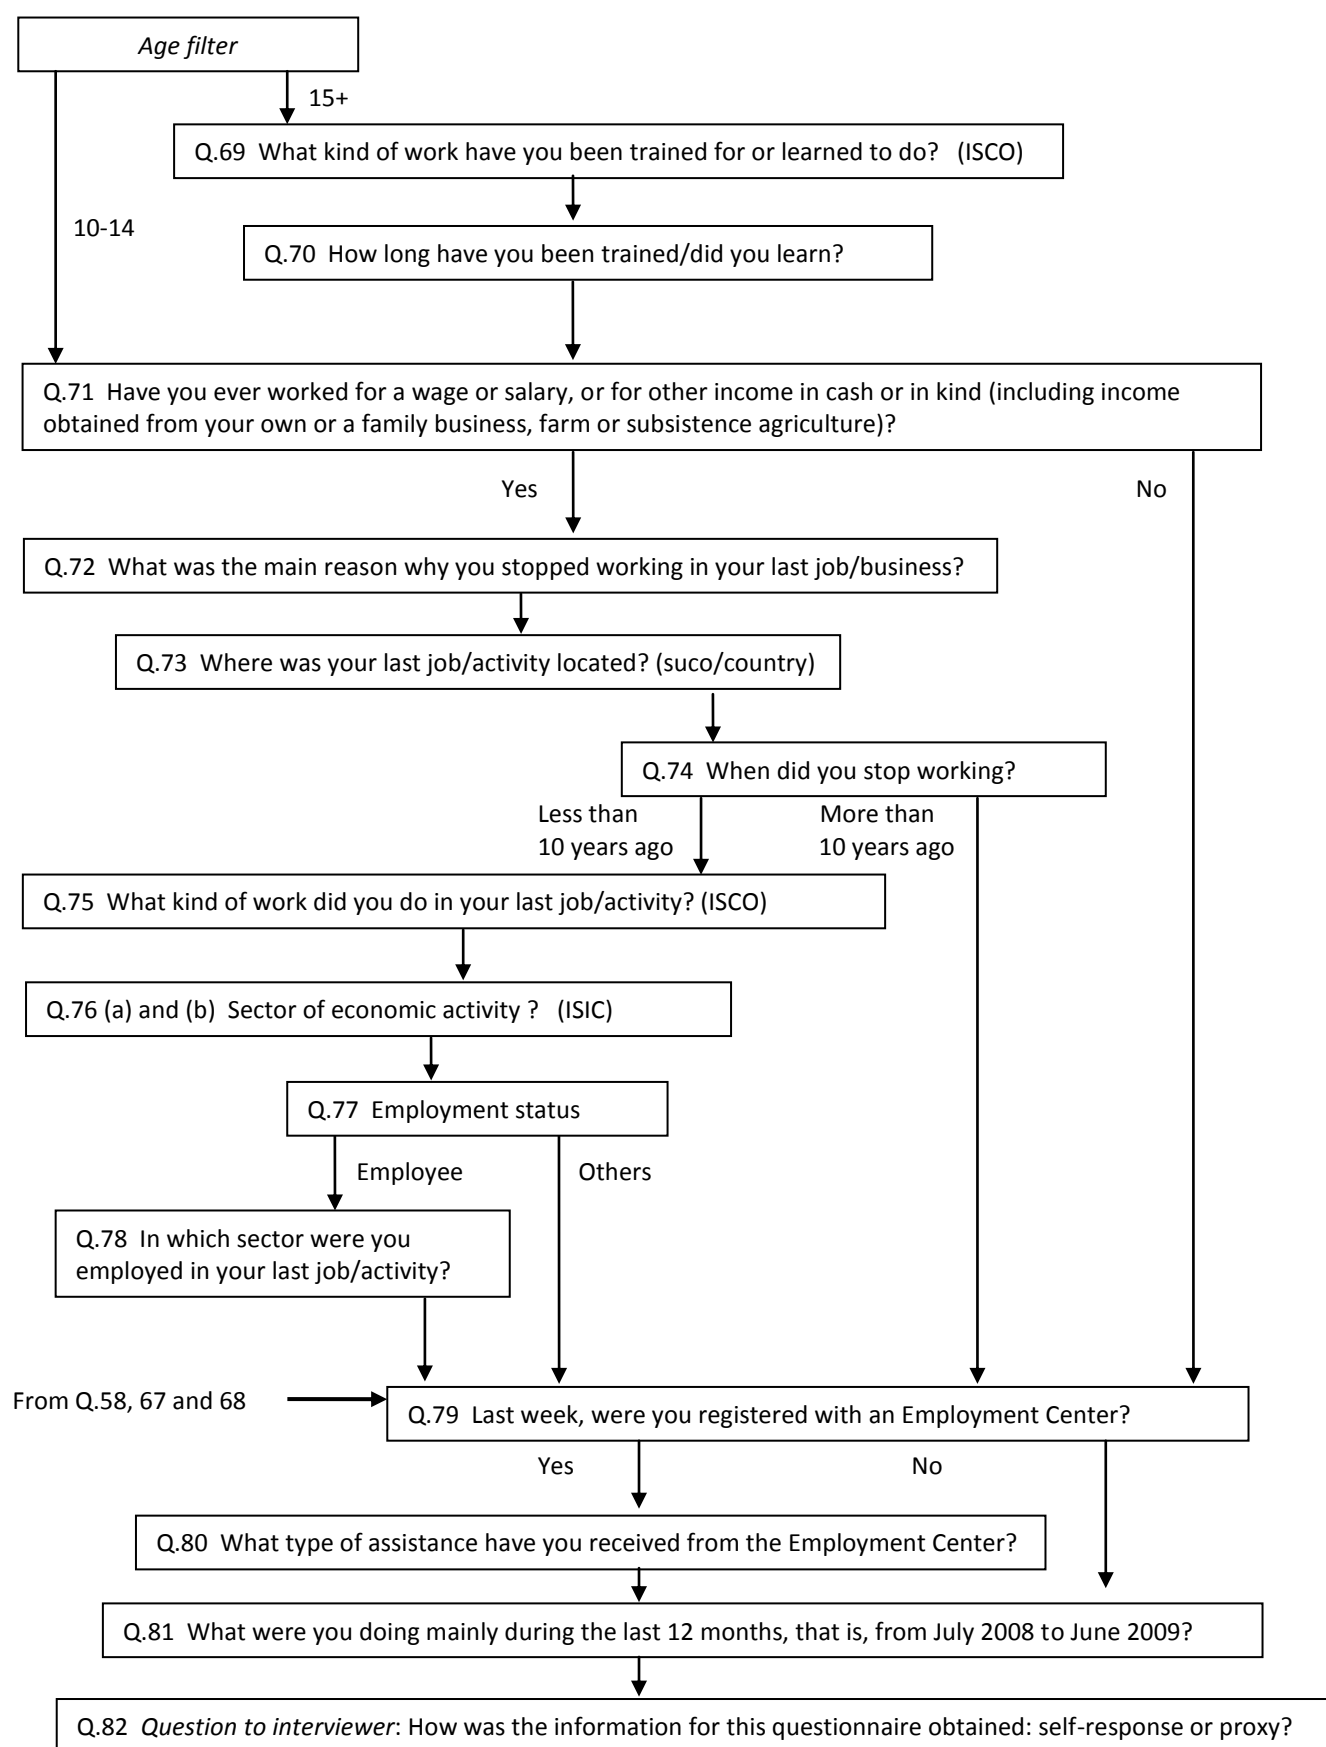 Age filter
15+
Q.69 What kind of work have you been trained for or learned to do? (ISCO)
10-14
Q.70 How long have you been trained/did you learn?
Q.71 Have you ever worked for a wage or salary, or for other income in cash or in kind (including income
obtained from your own or a family business, farm or subsistence agriculture)?
Yes
No
Q.72 What was the main reason why you stopped working in your last job/business?
Q.73 Where was your last job/activity located? (suco/country)
Q.74 When did you stop working?
Less than
10 years ago
More than
10 years ago
Q.75 What kind of work did you do in your last job/activity? (ISCO)
Q.76 (a) and (b) Sector of economic activity ? (ISIC)
Q.77 Employment status
Employee
Others
Q.78 In which sector were you
employed in your last job/activity?
From Q.58, 67 and 68
Q.79 Last week, were you registered with an Employment Center?
Yes
No
Q.80 What type of assistance have you received from the Employment Center?
Q.81 What were you doing mainly during the last 12 months, that is, from July 2008 to June 2009?
Q.82 Question to interviewer: How was the information for this questionnaire obtained: self-response or proxy?